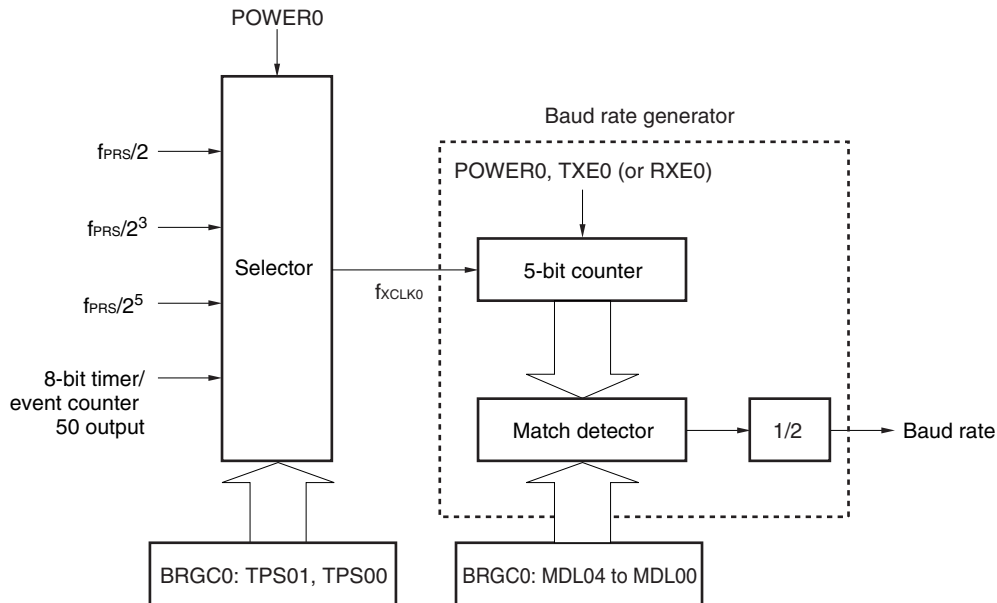 POWER0
Baud rate generator
fPRS/2
POWER0, TXE0 (or RXE0)
fPRS/2³
Selector
5-bit counter
fXCLK0
fPRS/2⁵
8-bit timer/
event counter
50 output
Match detector
1/2
Baud rate
BRGC0: TPS01, TPS00
BRGC0: MDL04 to MDL00